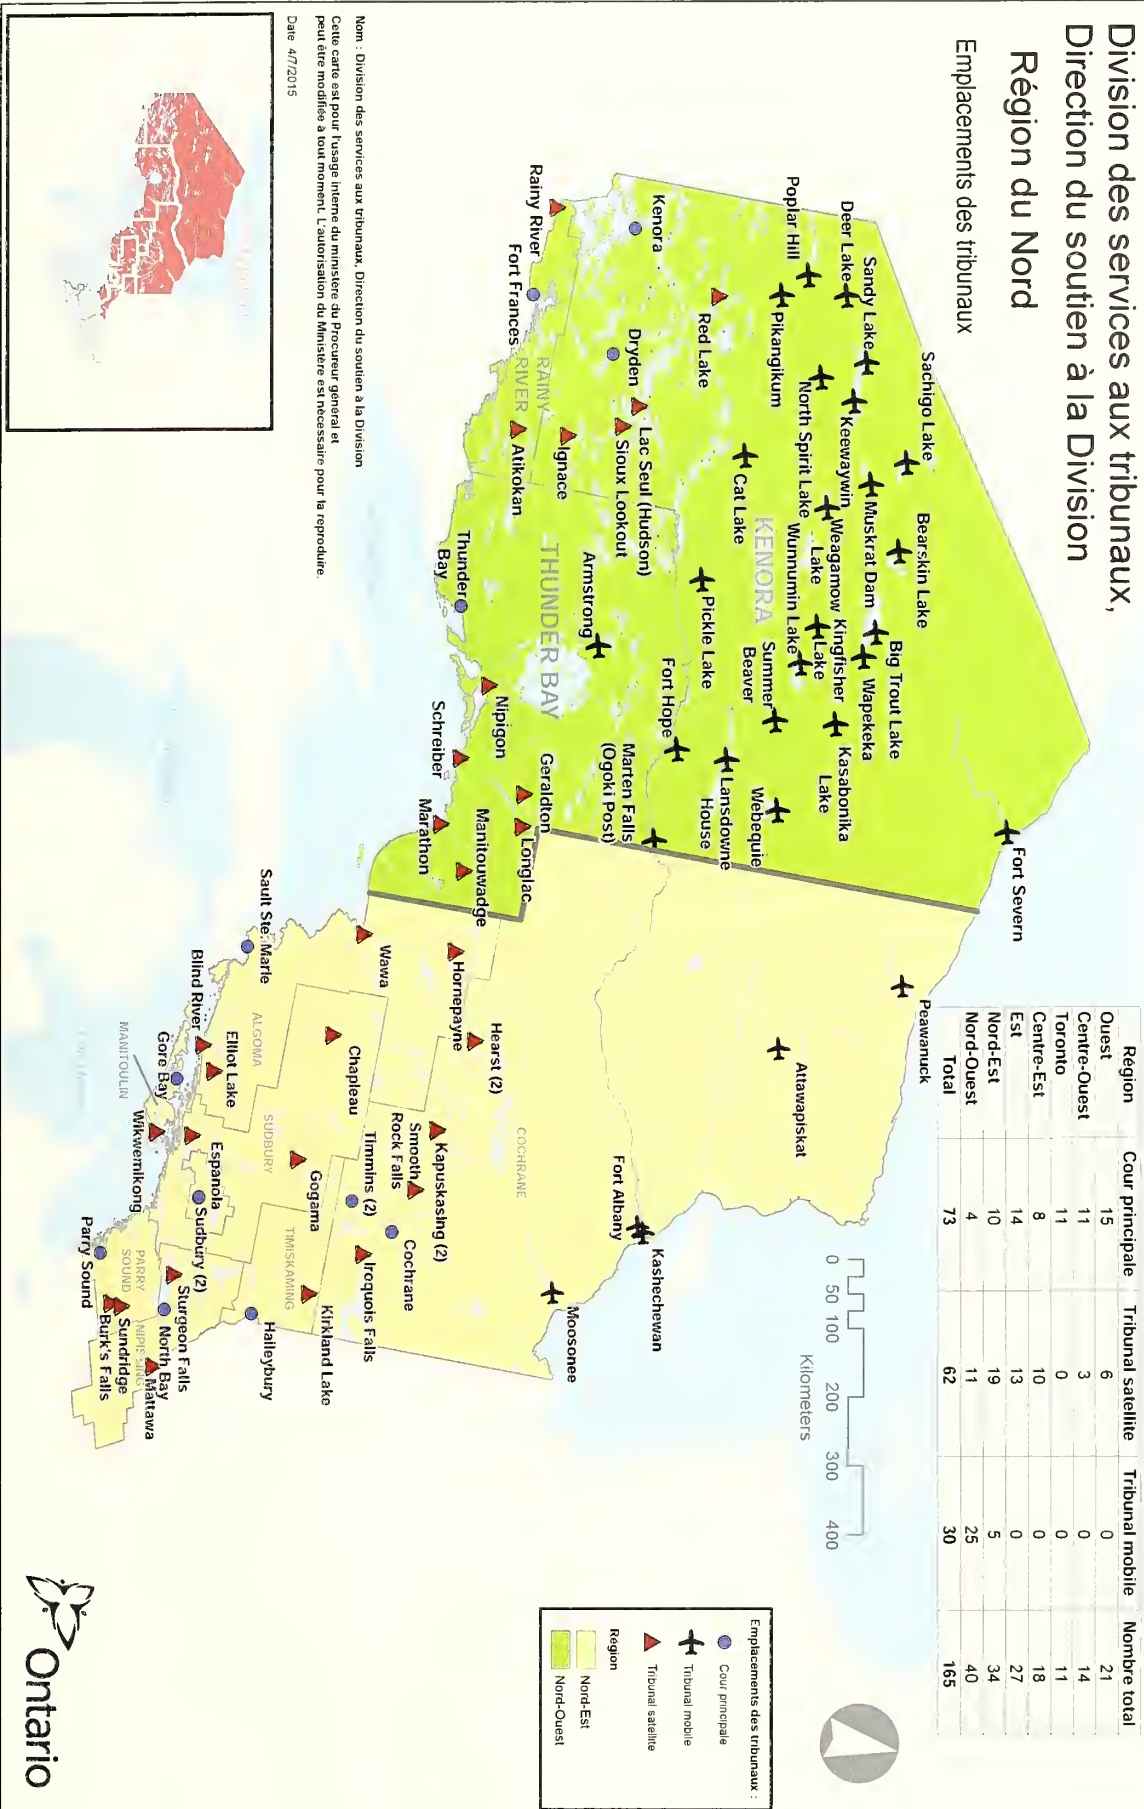 Division des services aux tribunaux,
Direction du soutien à la Division
Région du Nord
Emplacements des tribunaux
Région Cour principale Tribunal satellite Tribunal mobile Nombre total
Ouest 15 6 0 21
Centre-Ouest 11 3 0 14
Toronto 11 0 0 11
Centre-Est 8 10 0 18
Est 14 13 0 27
Nord-Est 10 19 5 34
Nord-Ouest 4 11 25 40
Total 73 62 30 165
0 50 100 200 300 400
Kilometers
Fort Severn
Peawanuck
Sachigo Lake
Bearskin Lake
Big Trout Lake
Sandy Lake
Deer Lake
Poplar Hill
Keewaywin
Muskrat Dam
Wapekeka
Kasabonika
Lake
Kingfisher
Lake
Weagamow
Lake
North Spirit Lake
Wunnumin Lake
Pikangikum
Summer
Beaver
Webequie
Attawapiskat
KENORA
Cat Lake
Red Lake
Pickle Lake
Lansdowne
House
Fort Hope
Marten Falls
(Ogoki Post)
Kenora
Dryden
Lac Seul (Hudson)
Sioux Lookout
Armstrong
Fort Albany
Kashechewan
Moosonee
Rainy River
Fort Frances
RAINY
RIVER
Ignace
Atikokan
THUNDER BAY
Thunder
Bay
Nipigon
Schreiber
Geraldton
Longlac
Marathon
Manitouwadge
COCHRANE
Hearst (2)
Hornepayne
Kapuskasing (2)
Smooth
Rock Falls
Cochrane
Timmins (2)
Iroquois Falls
Wawa
Chapleau
Gogama
Kirkland Lake
TIMISKAMING
SUDBURY
ALGOMA
Haileybury
Sault Ste. Marie
Blind River
Elliot Lake
Espanola
Sudbury (2)
Sturgeon Falls
North Bay
Mattawa
NIPISSING
Gore Bay
MANITOULIN
Wikwemikong
PARRY
SOUND
Parry Sound
Sundridge
Burk's Falls
Emplacements des tribunaux :
Cour principale
Tribunal mobile
Tribunal satellite
Région
Nord-Est
Nord-Ouest
Nom : Division des services aux tribunaux, Direction du soutien à la Division
Cette carte est pour l'usage interne du ministère du Procureur général et
peut être modifiée à tout moment. L'autorisation du Ministère est nécessaire pour la reproduire.
Date 4/7/2015
Ontario